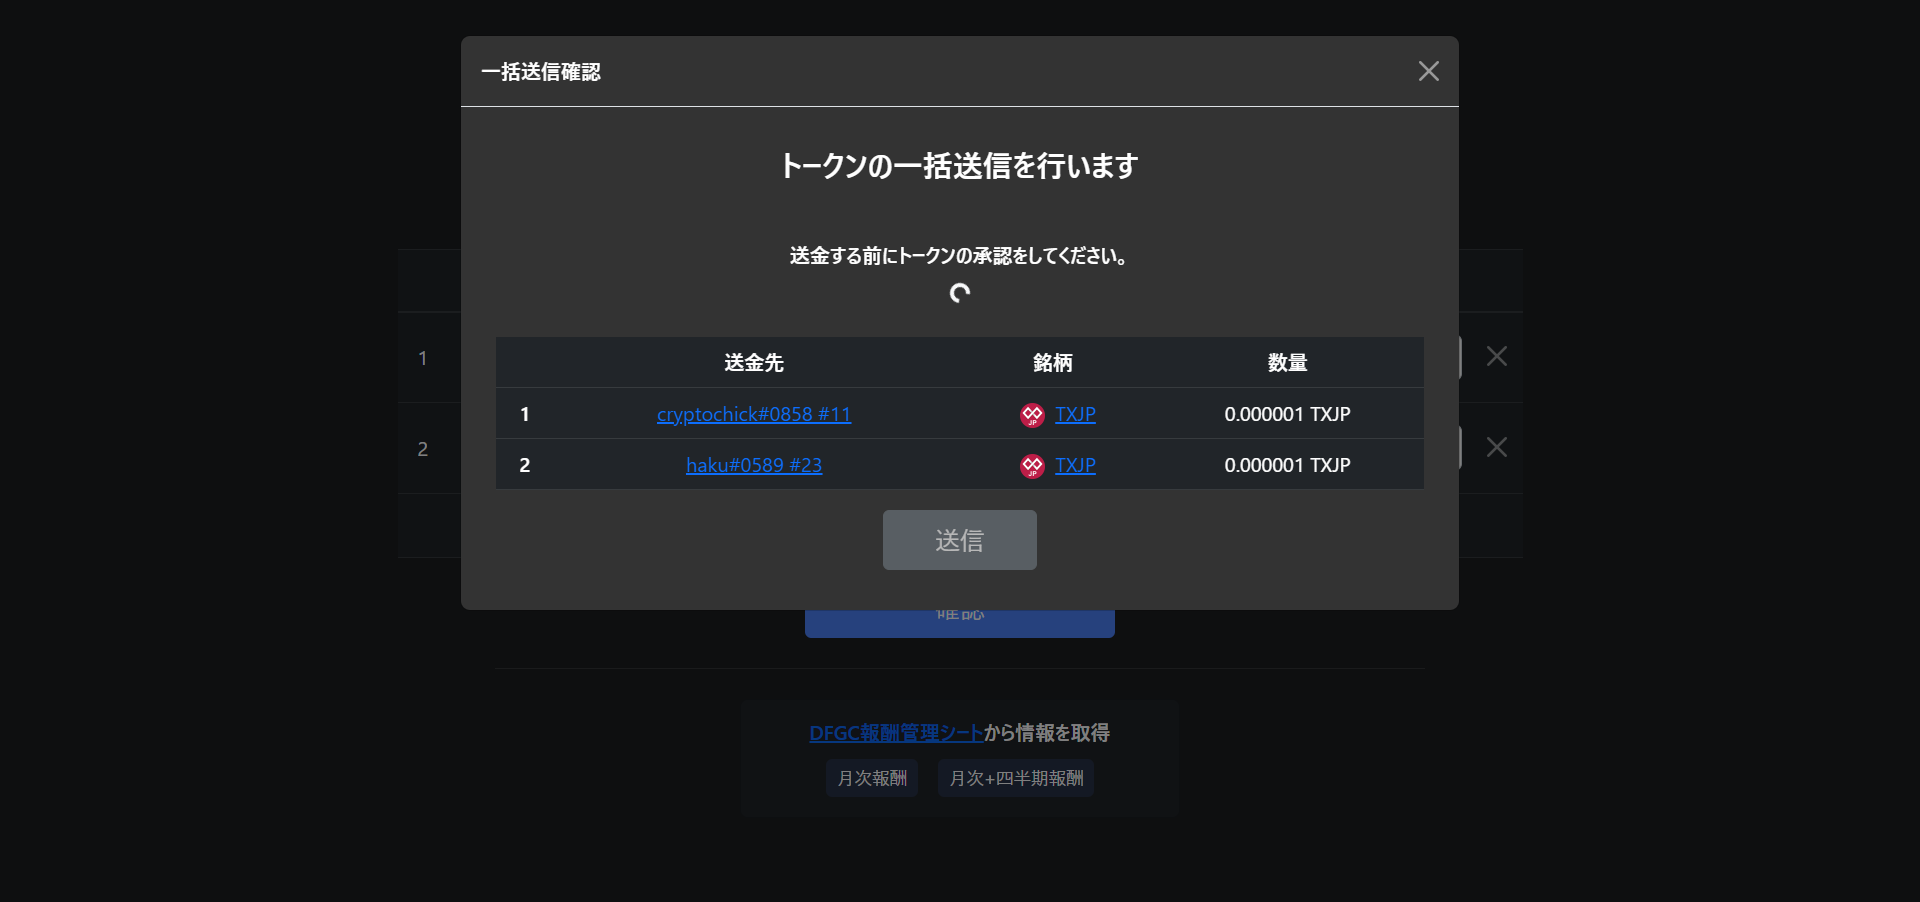 一括送信確認
トークンの一括送信を行います
送金する前にトークンの承認をしてください。
送金先 銘柄 数量
1 cryptochick#0858 #11 JP TXJP 0.000001 TXJP
2 haku#0589 #23 JP TXJP 0.000001 TXJP
送信
1
2
確認
DFGC報酬管理シートから情報を取得
月次報酬 月次+四半期報酬